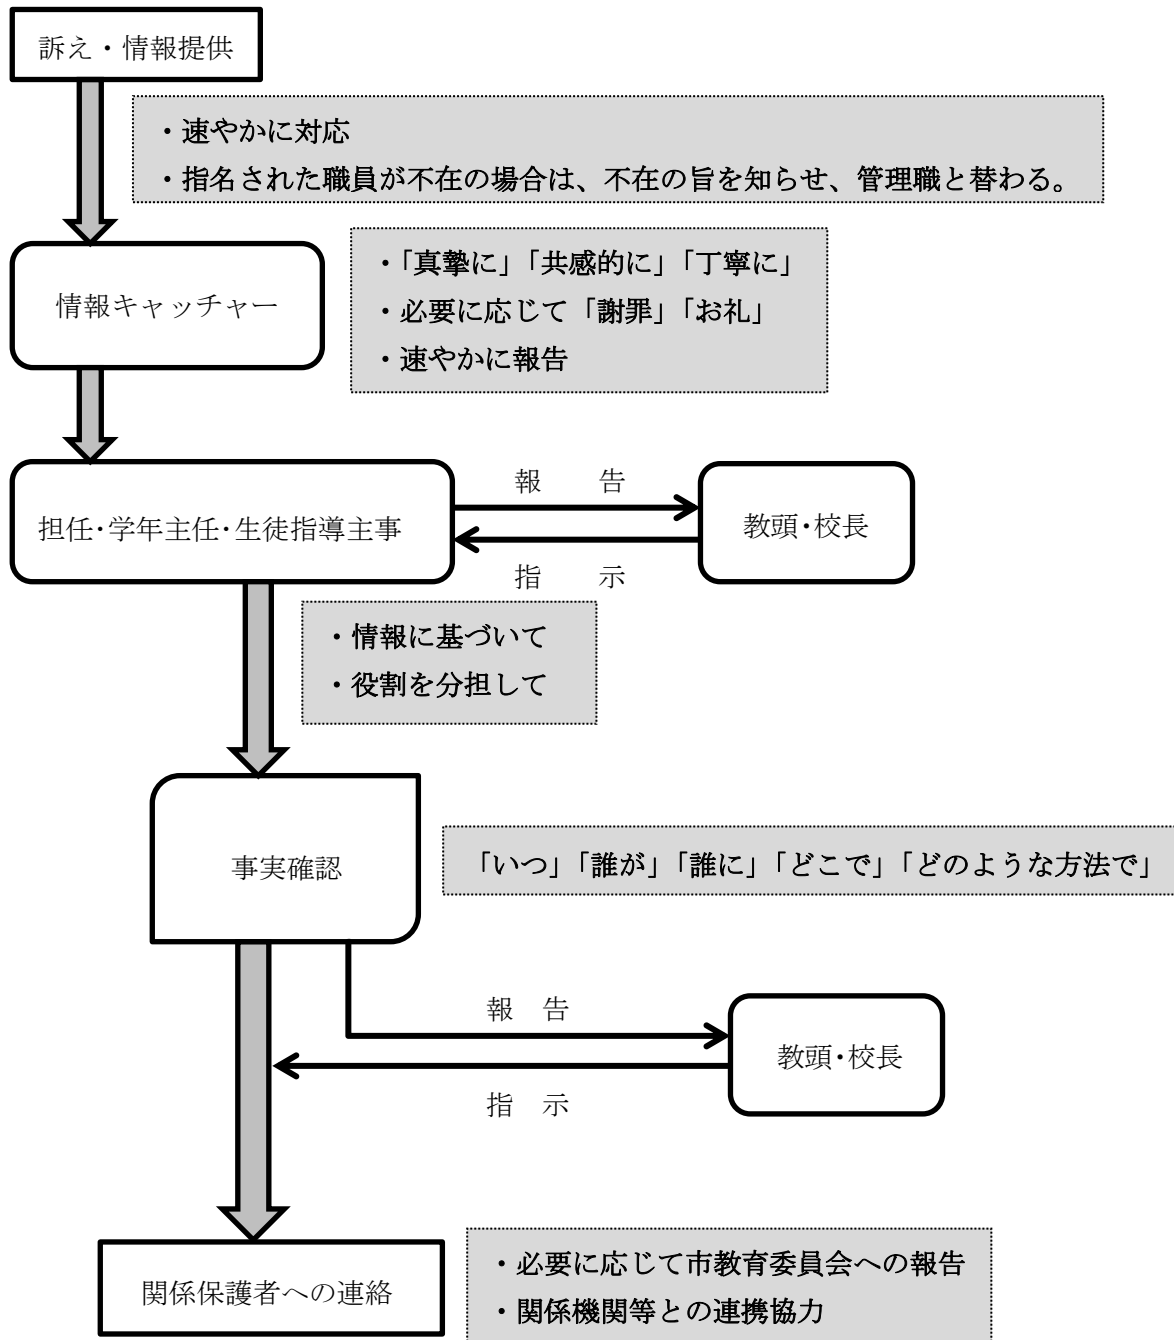 訴え・情報提供
・速やかに対応
・指名された職員が不在の場合は、不在の旨を知らせ、管理職と替わる。
情報キャッチャー
・「真摯に」「共感的に」「丁寧に」
・必要に応じて「謝罪」「お礼」
・速やかに報告
担任・学年主任・生徒指導主事
報　告
教頭・校長
指　示
・情報に基づいて
・役割を分担して
事実確認
「いつ」「誰が」「誰に」「どこで」「どのような方法で」
報　告
教頭・校長
指　示
関係保護者への連絡
・必要に応じて市教育委員会への報告
・関係機関等との連携協力